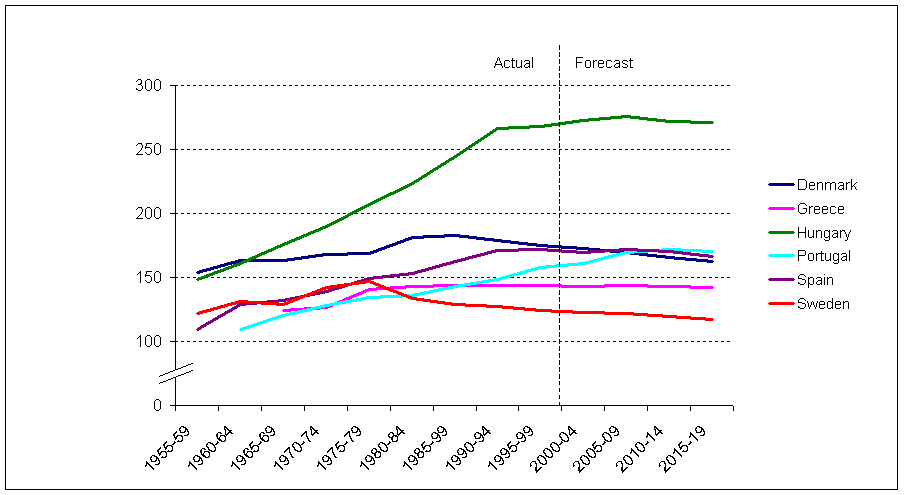 Actual Forecast
300
250
200
150
100
0
1955-59 1960-64 1965-69 1970-74 1975-79 1980-84 1985-99 1990-94 1995-99 2000-04 2005-09 2010-14 2015-19
Denmark
Greece
Hungary
Portugal
Spain
Sweden